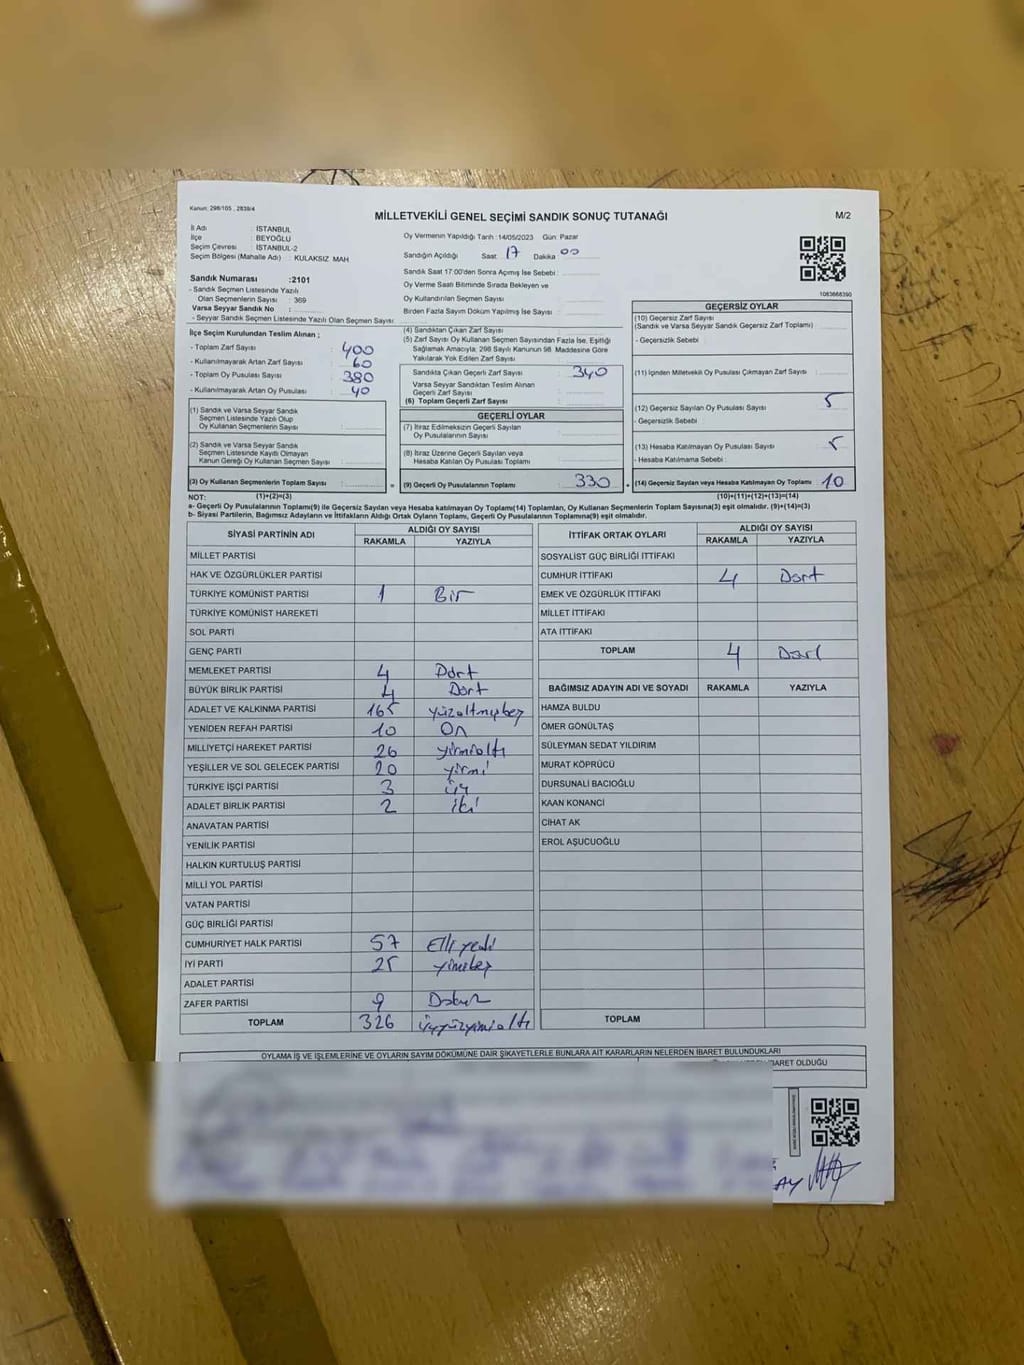 Kanun: 298/105 , 2839/4
MİLLETVEKİLİ GENEL SEÇİMİ SANDIK SONUÇ TUTANAĞI
M/2
İl Adı : İSTANBUL
İlçe : BEYOĞLU
Seçim Çevresi : İSTANBUL-2
Seçim Bölgesi (Mahalle Adı) : KULAKSIZ MAH
Sandık Numarası :2101
- Sandık Seçmen Listesinde Yazılı
Olan Seçmenlerin Sayısı : 369
Varsa Seyyar Sandık No :
- Seyyar Sandık Seçmen Listesinde Yazılı Olan Seçmen Sayısı:
İlçe Seçim Kurulundan Teslim Alınan ;
- Toplam Zarf Sayısı : 400
- Kullanılmayarak Artan Zarf Sayısı : 60
- Toplam Oy Pusulası Sayısı : 380
- Kullanılmayarak Artan Oy Pusulası : 40
(1) Sandık ve Varsa Seyyar Sandık
Seçmen Listesinde Yazılı Olup
Oy Kullanan Seçmenlerin Sayısı :
(2) Sandık ve Varsa Seyyar Sandık
Seçmen Listesinde Kayıtlı Olmayan
Kanun Gereği Oy Kullanan Seçmen Sayısı :
(3) Oy Kullanan Seçmenlerin Toplam Sayısı :
Oy Vermenin Yapıldığı Tarih :14/05/2023 Gün: Pazar
Sandığın Açıldığı Saat : 17 Dakika : 00
Sandık Saat 17:00'den Sonra Açılmış İse Sebebi :
Oy Verme Saati Bitiminde Sırada Bekleyen ve
Oy Kullandırılan Seçmen Sayısı :
Birden Fazla Sayım Döküm Yapılmış İse Sayısı :
(4) Sandıktan Çıkan Zarf Sayısı :
(5) Zarf Sayısı Oy Kullanan Seçmen Sayısından Fazla İse, Eşitliği
Sağlamak Amacıyla; 298 Sayılı Kanunun 98. Maddesine Göre
Yakılarak Yok Edilen Zarf Sayısı :
Sandıkta Çıkan Geçerli Zarf Sayısı : 340
Varsa Seyyar Sandıktan Teslim Alınan
Geçerli Zarf Sayısı :
(6) Toplam Geçerli Zarf Sayısı :
GEÇERLİ OYLAR
(7) İtiraz Edilmeksizin Geçerli Sayılan
Oy Pusulalarının Sayısı :
(8) İtiraz Üzerine Geçerli Sayılan veya
Hesaba Katılan Oy Pusulası Toplamı :
= (9) Geçerli Oy Pusulalarının Toplamı : 330
1083668390
GEÇERSİZ OYLAR
(10) Geçersiz Zarf Sayısı
(Sandık ve Varsa Seyyar Sandık Geçersiz Zarf Toplamı) :
- Geçersizlik Sebebi :
(11) İçinden Milletvekili Oy Pusulası Çıkmayan Zarf Sayısı :
(12) Geçersiz Sayılan Oy Pusulası Sayısı : 5
- Geçersizlik Sebebi :
(13) Hesaba Katılmayan Oy Pusulası Sayısı : 5
- Hesaba Katılmama Sebebi :
+ (14) Geçersiz Sayılan veya Hesaba Katılmayan Oy Toplamı : 10
NOT: (1)+(2)=(3) (10)+(11)+(12)+(13)=(14)
a- Geçerli Oy Pusulaları Toplamı(9) ile Geçersiz Sayılan veya Hesaba katılmayan Oy Toplamı(14) Toplamları, Oy Kullanan Seçmenlerin Toplam Sayısına(3) eşit olmalıdır. (9)+(14)=(3)
b- Siyasi Partilerin, Bağımsız Adayların ve İttifakların Aldığı Ortak Oyların Toplamı, Geçerli Oy Pusulalarının Toplamına(9) eşit olmalıdır.
SİYASİ PARTİNİN ADI ALDIĞI OY SAYISI
RAKAMLA YAZIYLA
MİLLET PARTİSİ
HAK VE ÖZGÜRLÜKLER PARTİSİ
TÜRKİYE KOMÜNİST PARTİSİ 1 Bir
TÜRKİYE KOMÜNİST HAREKETİ
SOL PARTİ
GENÇ PARTİ
MEMLEKET PARTİSİ 4 Dört
BÜYÜK BİRLİK PARTİSİ 4 Dört
ADALET VE KALKINMA PARTİSİ 165 yüzaltmışbeş
YENİDEN REFAH PARTİSİ 10 On
MİLLİYETÇİ HAREKET PARTİSİ 26 yirmialtı
YEŞİLLER VE SOL GELECEK PARTİSİ 20 yirmi
TÜRKİYE İŞÇİ PARTİSİ 3 üç
ADALET BİRLİK PARTİSİ 2 iki
ANAVATAN PARTİSİ
YENİLİK PARTİSİ
HALKIN KURTULUŞ PARTİSİ
MİLLİ YOL PARTİSİ
VATAN PARTİSİ
GÜÇ BİRLİĞİ PARTİSİ
CUMHURİYET HALK PARTİSİ 57 Elli yedi
İYİ PARTİ 25 yirmibeş
ADALET PARTİSİ
ZAFER PARTİSİ 9 Dokuz
TOPLAM 326 üçyüzyirmialtı
İTTİFAK ORTAK OYLARI ALDIĞI OY SAYISI
RAKAMLA YAZIYLA
SOSYALİST GÜÇ BİRLİĞİ İTTİFAKI
CUMHUR İTTİFAKI 4 Dört
EMEK VE ÖZGÜRLÜK İTTİFAKI
MİLLET İTTİFAKI
ATA İTTİFAKI
TOPLAM 4 Dört
BAĞIMSIZ ADAYIN ADI VE SOYADI RAKAMLA YAZIYLA
HAMZA BULDU
ÖMER GÖNÜLTAŞ
SÜLEYMAN SEDAT YILDIRIM
MURAT KÖPRÜCÜ
DURSUNALİ BACIOĞLU
KAAN KONANCİ
CİHAT AK
EROL AŞUCUOĞLU
TOPLAM
OYLAMA İŞ VE İŞLEMLERİNE VE OYLARIN SAYIM DÖKÜMÜNE DAİR ŞİKAYETLERLE BUNLARA AİT KARARLARIN NELERDEN İBARET BULUNDUKLARI
İBARET OLDUĞU
AY